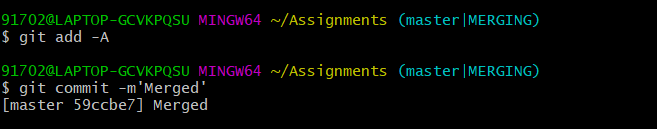 91702@LAPTOP-GCVKPQSU MINGW64 ~/Assignments (master|MERGING)
$ git add -A
91702@LAPTOP-GCVKPQSU MINGW64 ~/Assignments (master|MERGING)
$ git commit -m'Merged'
[master 59ccbe7] Merged